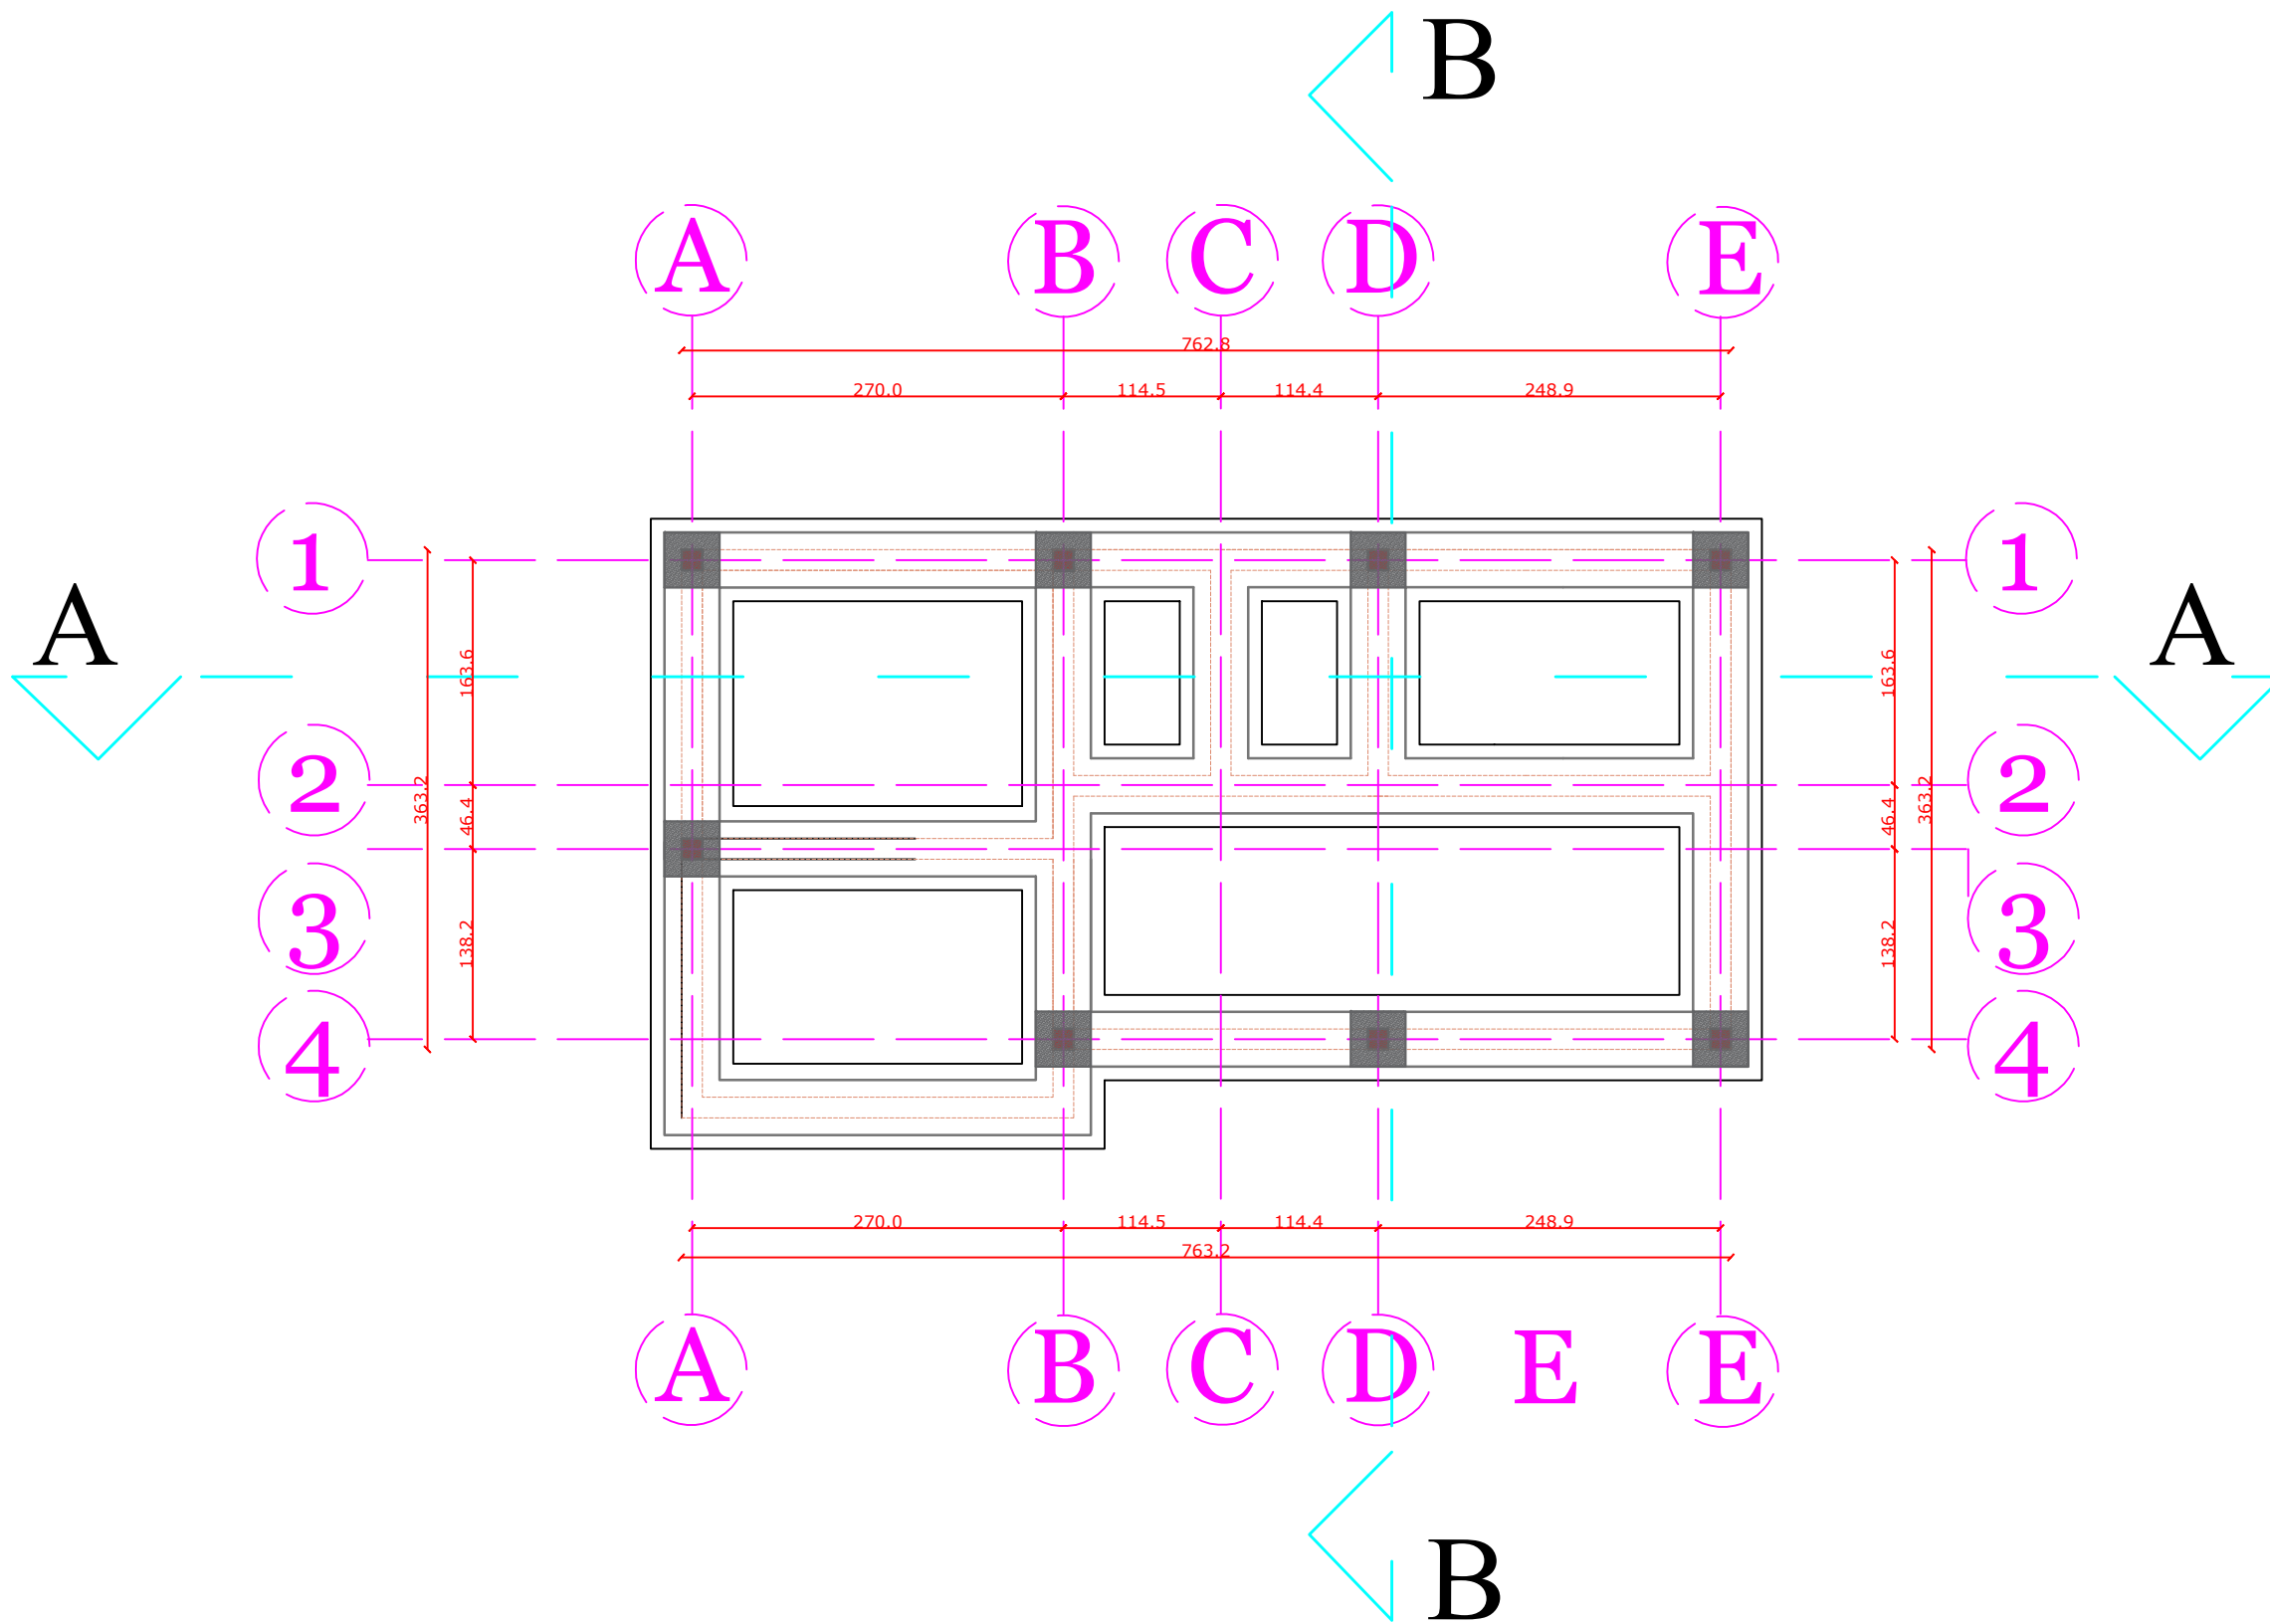 B
A B C D E
762.8
270.0 114.5 114.4 248.9
1 1
A A
163.6 163.6
2 2
363.2 46.4 46.4 363.2
3 3
138.2 138.2
4 4
270.0 114.5 114.4 248.9
763.2
A B C D E E
B